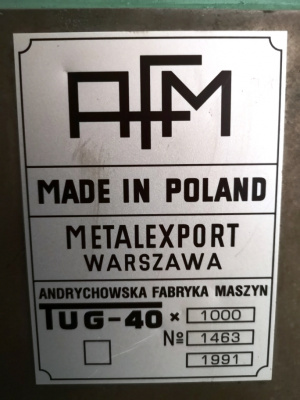 AFM
MADE IN POLAND
METALEXPORT
WARSZAWA
ANDRYCHOWSKA FABRYKA MASZYN
TUG-40 × 1000
№ 1463
1991